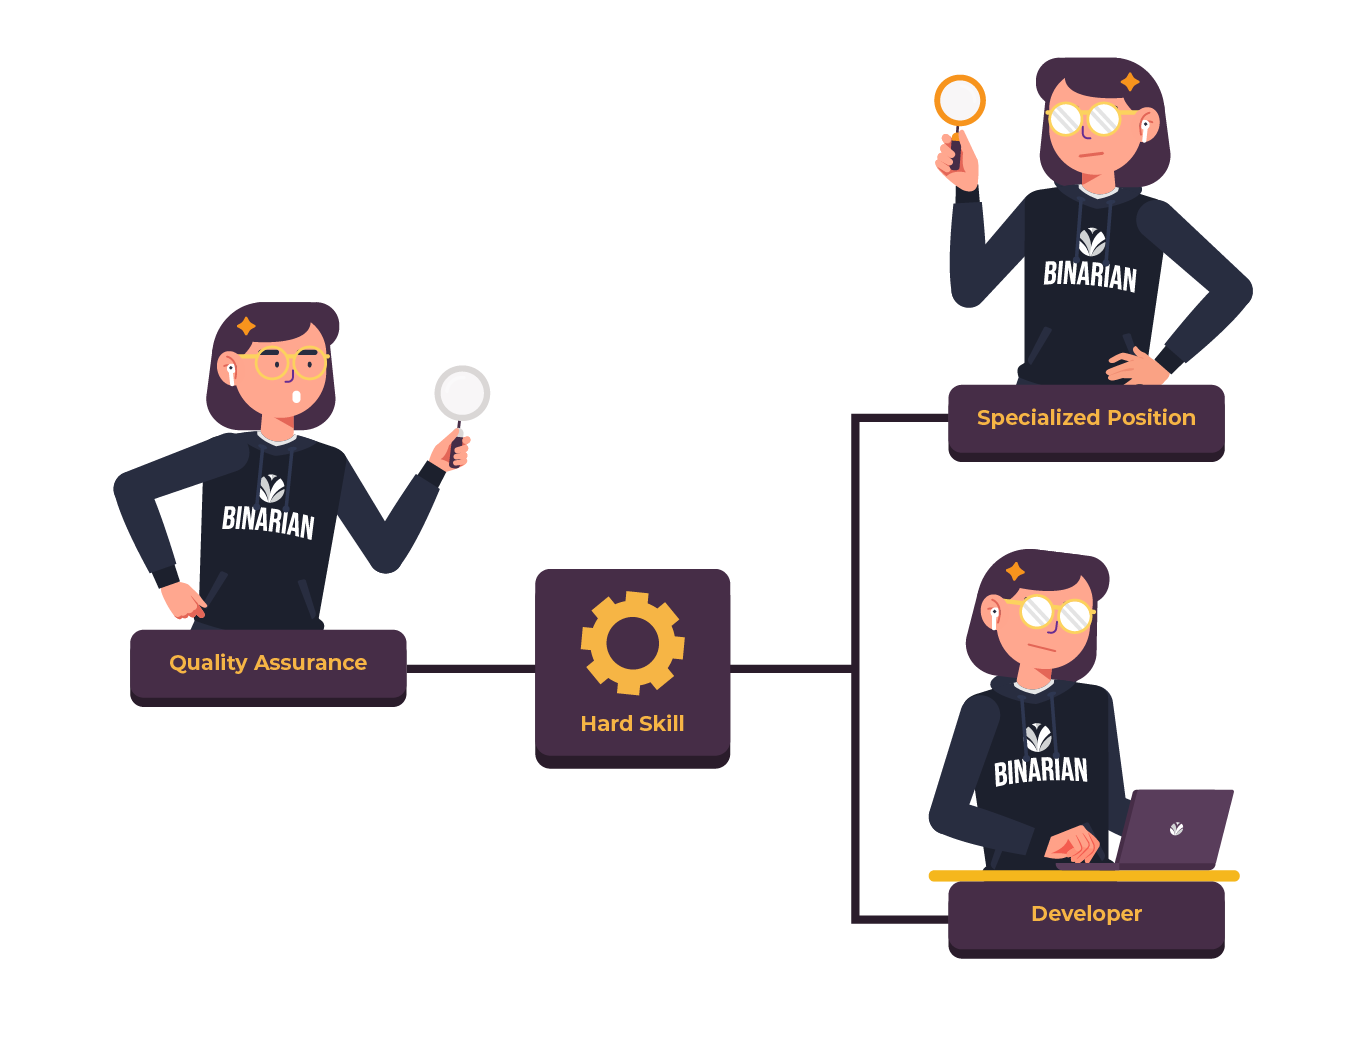 BINARIAN
Specialized Position
BINARIAN
Quality Assurance
Hard Skill
BINARIAN
Developer